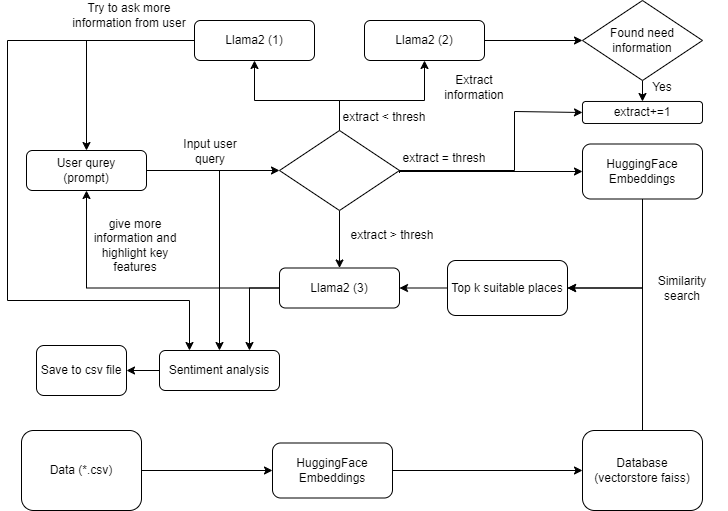 Try to ask more
information from user
Llama2 (1)
Llama2 (2)
Found need
information
Extract
information
Yes
extract < thresh
extract+=1
Input user
query
User qurey
(prompt)
extract = thresh
HuggingFace
Embeddings
give more
information and
highlight key
features
extract > thresh
Llama2 (3)
Top k suitable places
Similarity
search
Save to csv file
Sentiment analysis
Data (*.csv)
HuggingFace
Embeddings
Database
(vectorstore faiss)